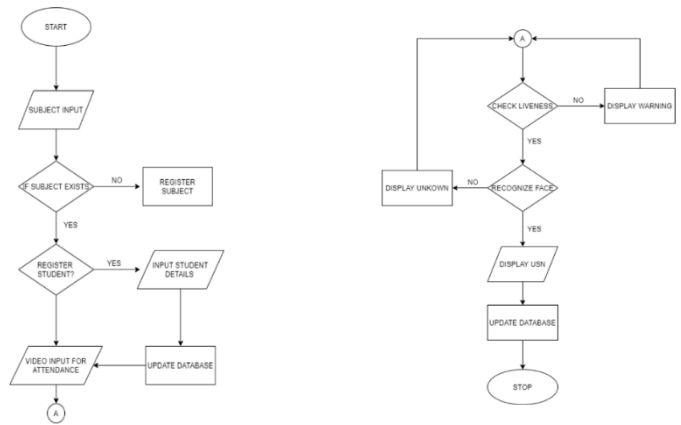 START
SUBJECT INPUT
IF SUBJECT EXISTS
NO
REGISTER
SUBJECT
YES
REGISTER
STUDENT?
YES
INPUT STUDENT
DETAILS
VIDEO INPUT FOR
ATTENDANCE
UPDATE DATABASE
A
A
CHECK LIVENESS
NO
DISPLAY WARNING
YES
DISPLAY UNKOWN
NO
RECOGNIZE FACE
YES
DISPLAY USN
UPDATE DATABASE
STOP